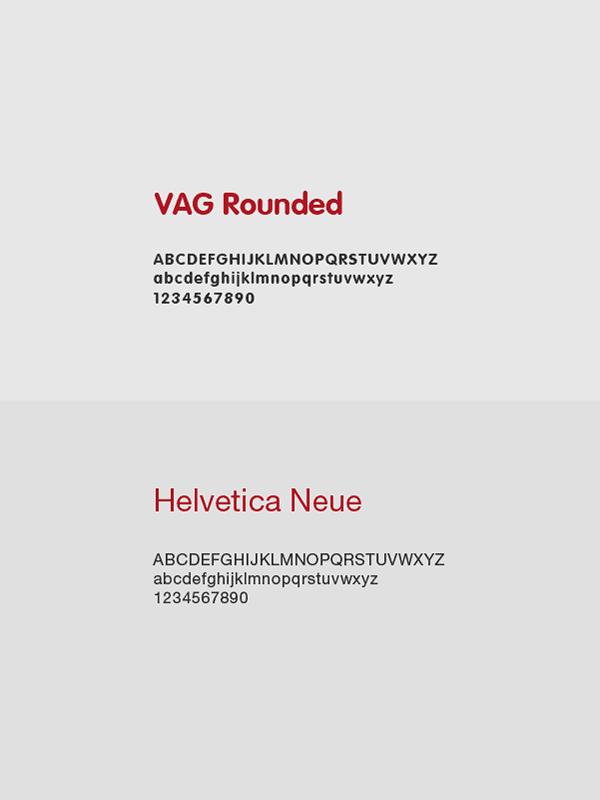 VAG Rounded
ABCDEFGHIJKLMNOPQRSTUVWXYZ
abcdefghijklmnopqrstuvwxyz
1234567890
Helvetica Neue
ABCDEFGHIJKLMNOPQRSTUVWXYZ
abcdefghijklmnopqrstuvwxyz
1234567890